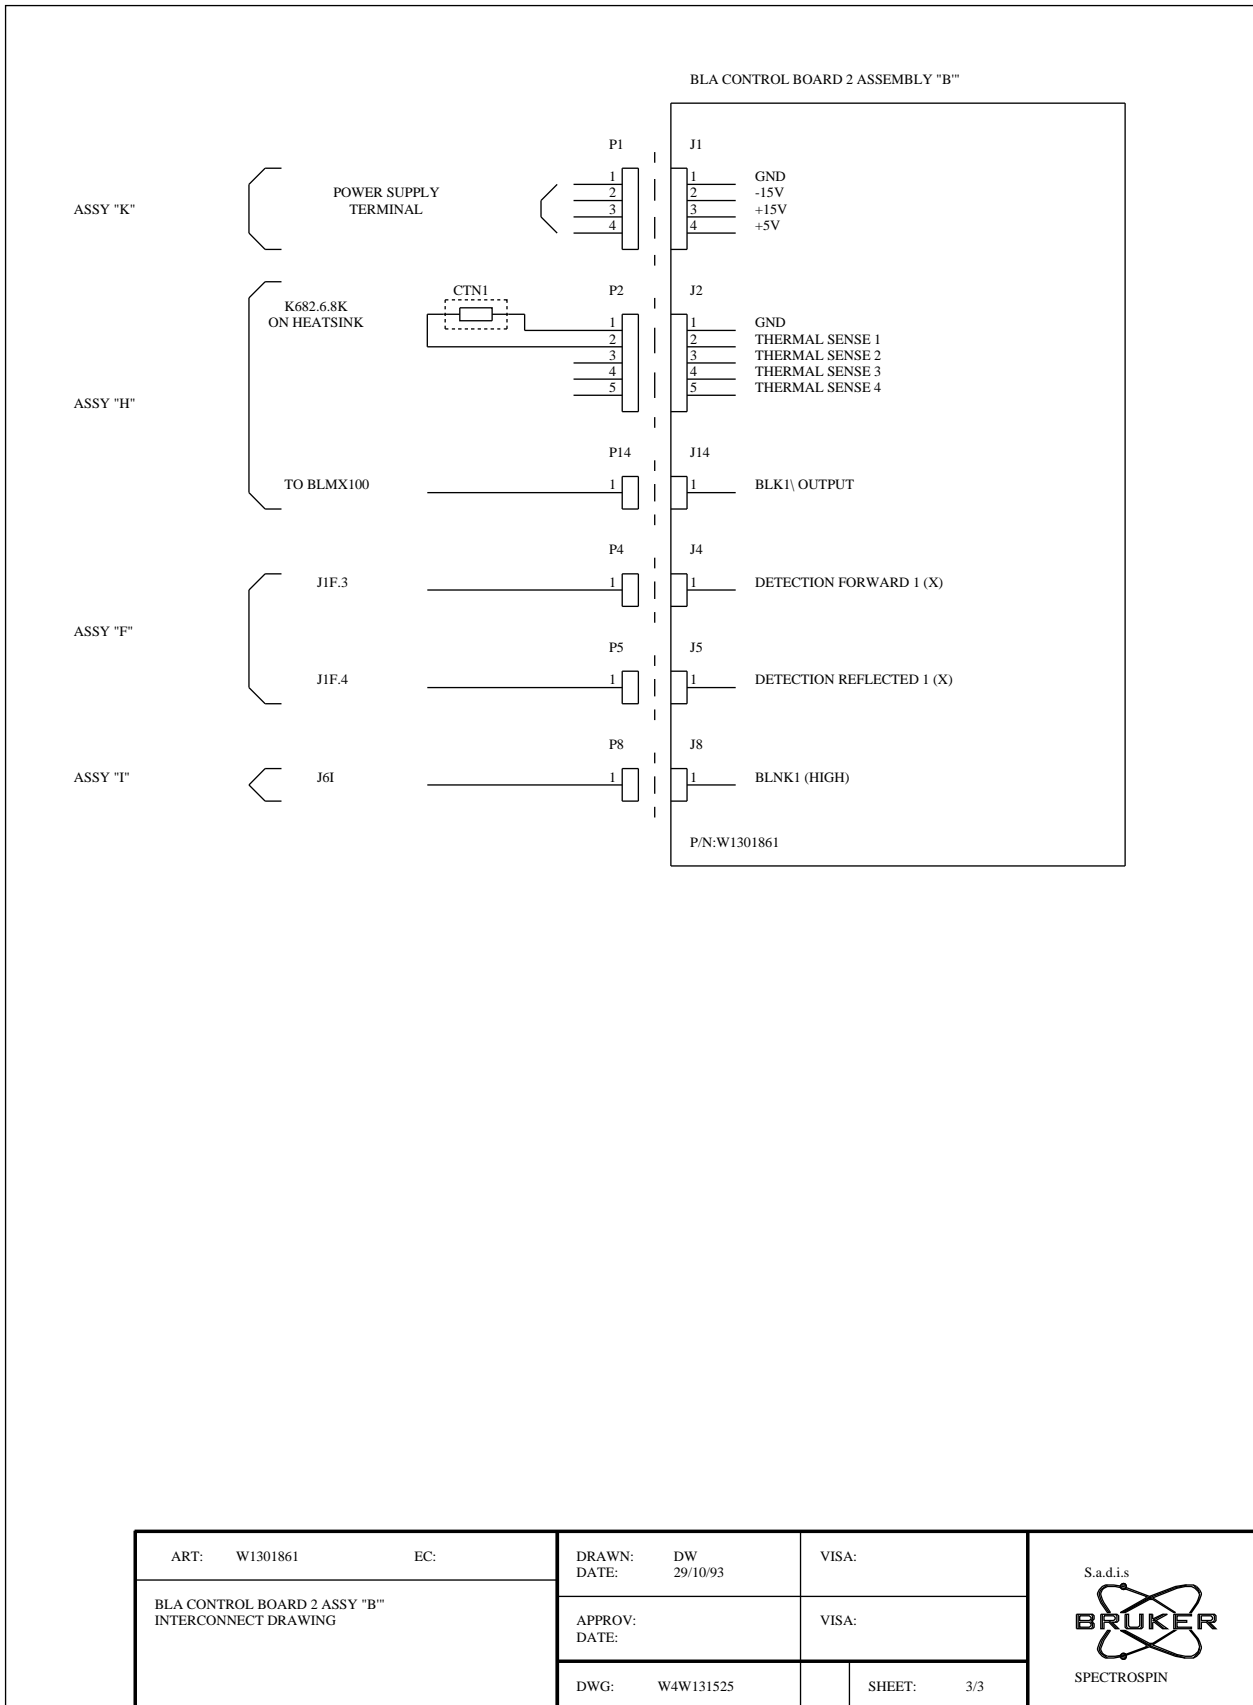 BLA CONTROL BOARD 2 ASSEMBLY "B'"
P1 J1
ASSY "K"
POWER SUPPLY
TERMINAL
1 1 GND
2 2 -15V
3 3 +15V
4 4 +5V
K682.6.8K
ON HEATSINK
CTN1
P2 J2
1 1 GND
2 2 THERMAL SENSE 1
3 3 THERMAL SENSE 2
4 4 THERMAL SENSE 3
5 5 THERMAL SENSE 4
ASSY "H"
P14 J14
TO BLMX100 1 1 BLK1\ OUTPUT
P4 J4
J1F.3 1 1 DETECTION FORWARD 1 (X)
ASSY "F"
P5 J5
J1F.4 1 1 DETECTION REFLECTED 1 (X)
P8 J8
ASSY "I" J6I 1 1 BLNK1 (HIGH)
P/N:W1301861
ART: W1301861 EC:
BLA CONTROL BOARD 2 ASSY "B'"
INTERCONNECT DRAWING
DRAWN: DW
DATE: 29/10/93
VISA:
APPROV:
DATE:
VISA:
DWG: W4W131525
SHEET: 3/3
S.a.d.i.s
BRUKER
SPECTROSPIN